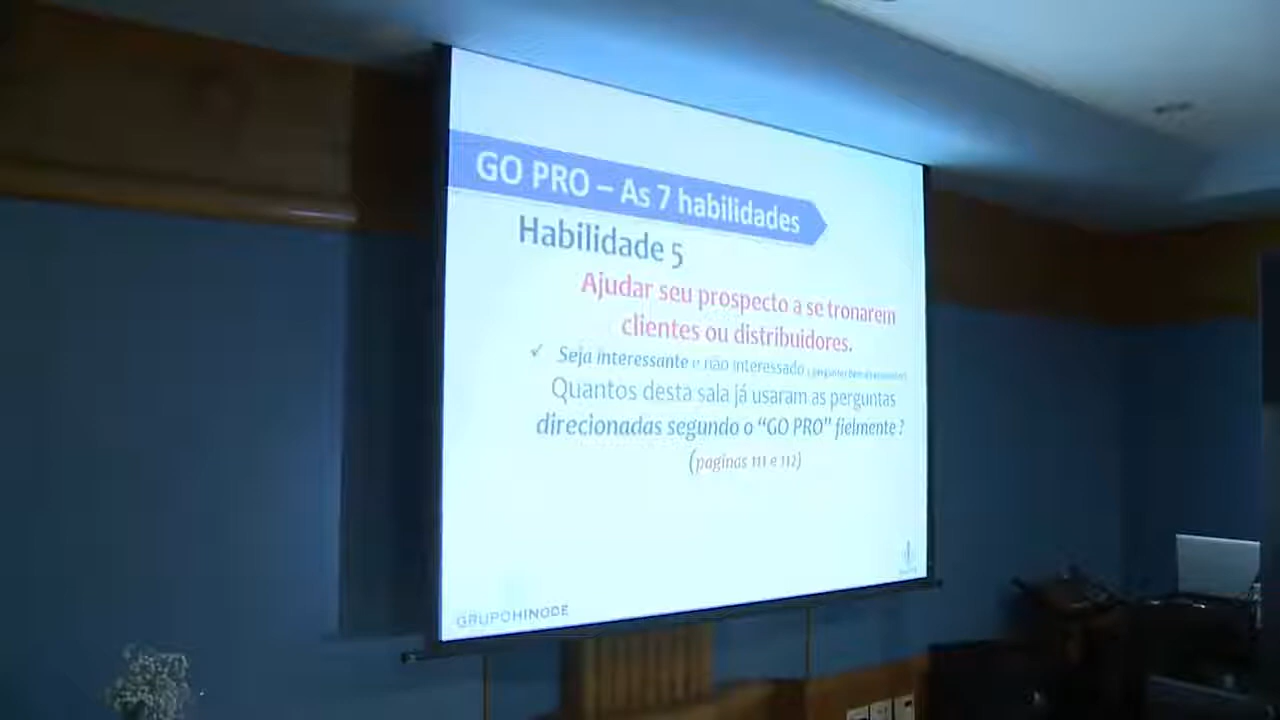 GO PRO – As 7 habilidades
Habilidade 5
Ajudar seu prospecto a se tronarem
clientes ou distribuidores.
✓ Seja interessante e não interessado
Quantos desta sala já usaram as perguntas
direcionadas segundo o “GO PRO” fielmente ?
(paginas 111 e 112)
GRUPOHINODE